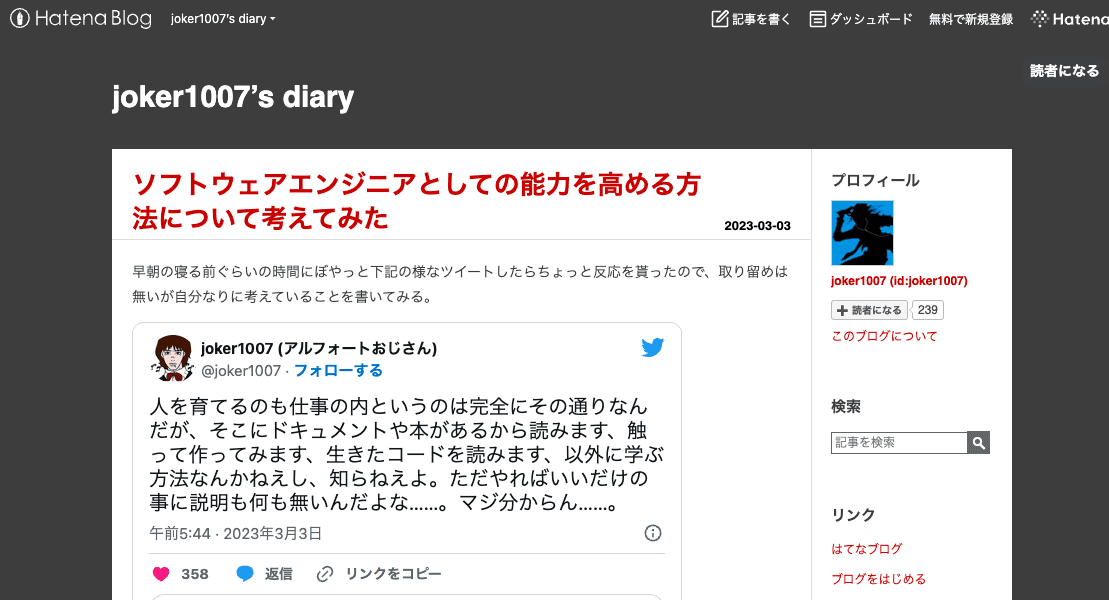 Hatena Blog joker1007's diary 記事を書く ダッシュボード 無料で新規登録 Hatena
読者になる
joker1007's diary
ソフトウェアエンジニアとしての能力を高める方
法について考えてみた
2023-03-03
早朝の寝る前ぐらいの時間にぼやっと下記の様なツイートしたらちょっと反応を貰ったので、取り留めは
無いが自分なりに考えていることを書いてみる。
joker1007 (アルフォートおじさん)
@joker1007 · フォローする
人を育てるのも仕事の内というのは完全にその通りなん
だが、そこにドキュメントや本があるから読みます、触
って作ってみます、生きたコードを読みます、以外に学ぶ
方法なんかねえし、知らねえよ。ただやればいいだけの
事に説明も何も無いんだよな……。マジ分からん……。
午前5:44 · 2023年3月3日
358 返信 リンクをコピー
プロフィール
joker1007 (id:joker1007)
読者になる 239
このブログについて
検索
記事を検索
リンク
はてなブログ
ブログをはじめる